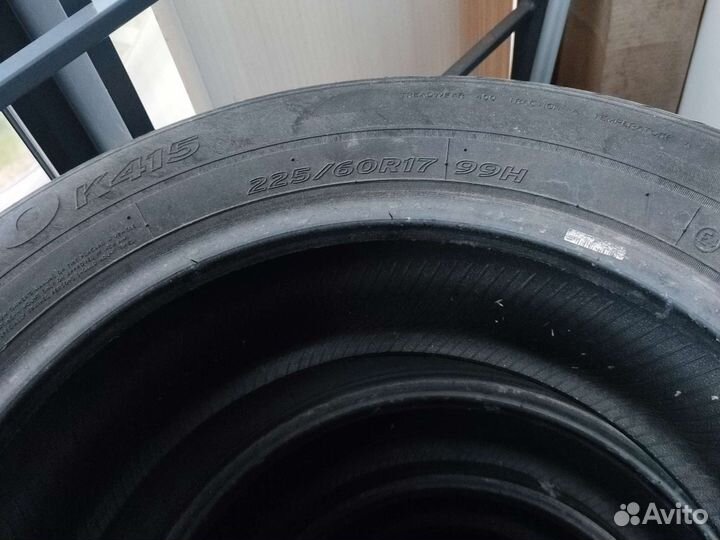 TREADWEAR 400 TRACTION
TEMPERATURE
O K415
225/60R17 99H
Avito